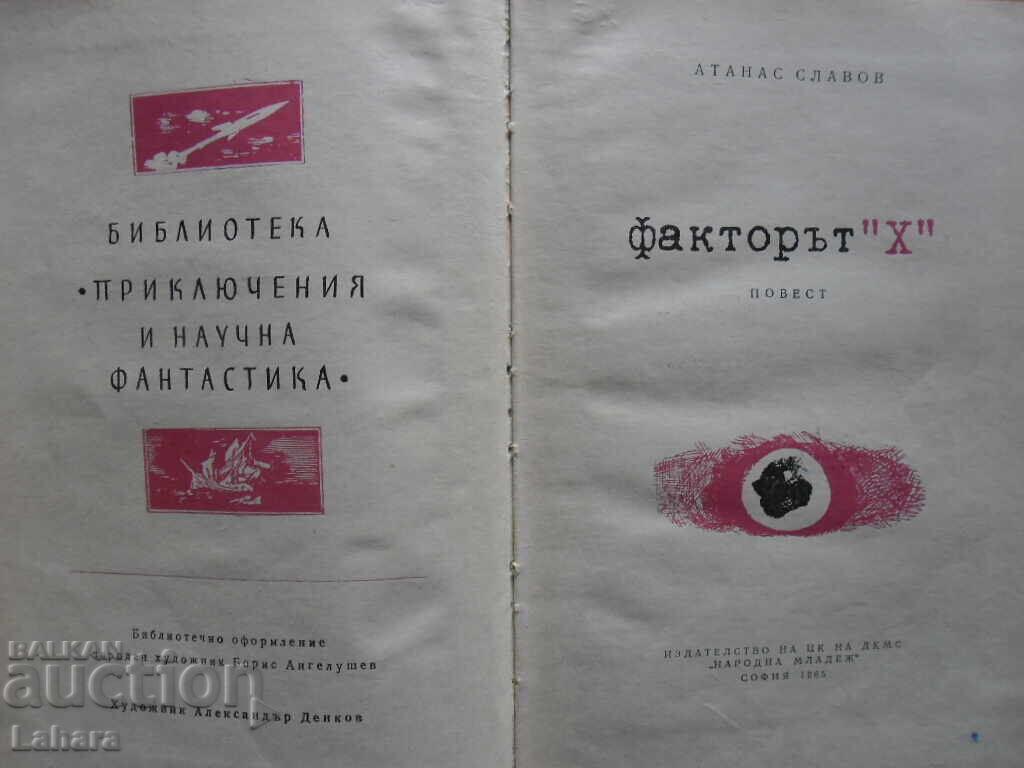 БИБЛИОТЕКА
•ПРИКЛЮЧЕНИЯ
И НАУЧНА
ФАНТАСТИКА•
Библиотечно оформление
художник Борис Ангелушев
Художник Александър Денков
BALKAN
auction
Lahara
АТАНАС СЛАВОВ
факторът "Х"
ПОВЕСТ
ИЗДАТЕЛСТВО НА ЦК НА ДКМС
„НАРОДНА МЛАДЕЖ"
СОФИЯ 1965